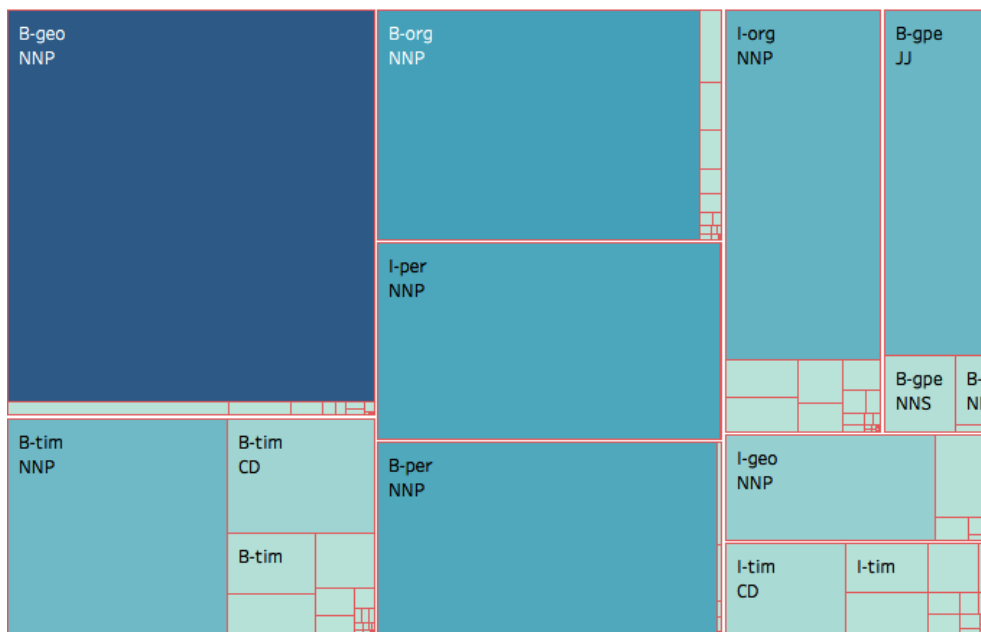 B-geo
NNP
B-org
NNP
I-org
NNP
B-gpe
JJ
I-per
NNP
B-gpe
NNS
B-tim
NNP
B-tim
CD
B-tim
B-per
NNP
I-geo
NNP
I-tim
CD
I-tim